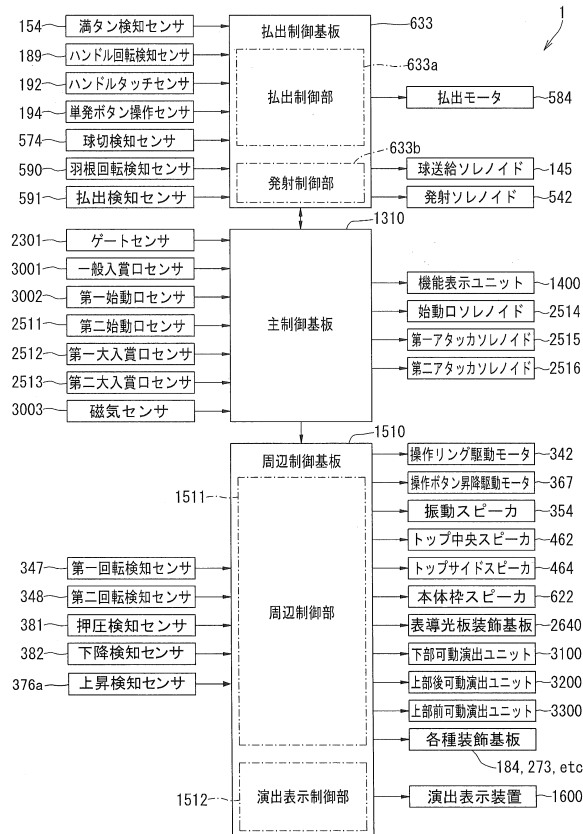 1
154 満タン検知センサ
189 ハンドル回転検知センサ
192 ハンドルタッチセンサ
194 単発ボタン操作センサ
574 球切検知センサ
590 羽根回転検知センサ
591 払出検知センサ
払出制御基板 633
633a
払出制御部
633b
発射制御部
払出モータ 584
球送給ソレノイド 145
発射ソレノイド 542
1310
2301 ゲートセンサ
3001 一般入賞口センサ
3002 第一始動口センサ
2511 第二始動口センサ
2512 第一大入賞口センサ
2513 第二大入賞口センサ
3003 磁気センサ
主制御基板
機能表示ユニット 1400
始動口ソレノイド 2514
第一アタッカソレノイド 2515
第二アタッカソレノイド 2516
1510
周辺制御基板
1511
347 第一回転検知センサ
348 第二回転検知センサ
381 押圧検知センサ
382 下降検知センサ
376a 上昇検知センサ
周辺制御部
1512 演出表示制御部
操作リング駆動モータ 342
操作ボタン昇降駆動モータ 367
振動スピーカ 354
トップ中央スピーカ 462
トップサイドスピーカ 464
本体枠スピーカ 622
表導光板装飾基板 2640
下部可動演出ユニット 3100
上部後可動演出ユニット 3200
上部前可動演出ユニット 3300
各種装飾基板
184, 273, etc
演出表示装置 1600